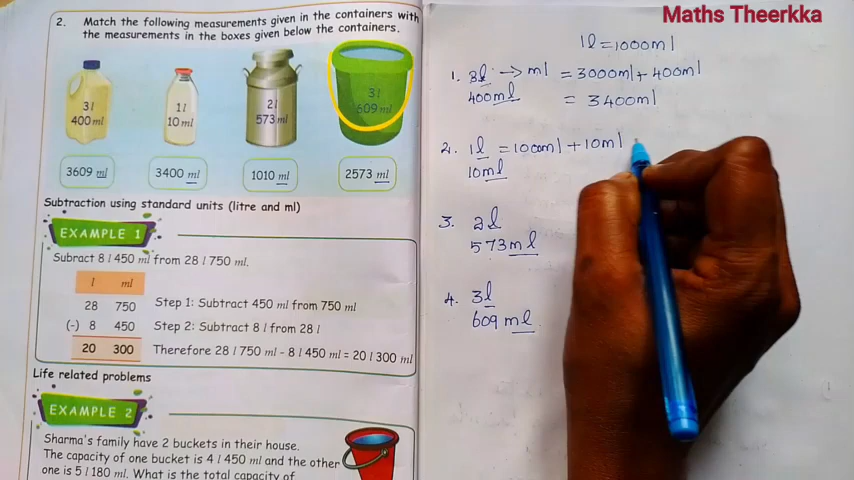 Maths Theerkka
2. Match the following measurements given in the containers with
the measurements in the boxes given below the containers.
3 l
400 ml
1 l
10 ml
2 l
573 ml
3 l
609 ml
3609 ml
3400 ml
1010 ml
2573 ml
Subtraction using standard units (litre and ml)
EXAMPLE 1
Subract 8 l 450 ml from 28 l 750 ml.
l ml
28 750
(-) 8 450
20 300
Step 1: Subtract 450 ml from 750 ml
Step 2: Subtract 8 l from 28 l
Therefore 28 l 750 ml - 8 l 450 ml = 20 l 300 ml
Life related problems
EXAMPLE 2
Sharma's family have 2 buckets in their house.
The capacity of one bucket is 4 l 450 ml and the other
one is 5 l 180 ml. What is the total capacity of
1l = 1000ml
1. 3l → ml = 3000ml + 400ml
400ml = 3400ml
2. 1l = 1000ml + 10ml
10ml
3. 2l
573ml
4. 3l
609 ml.